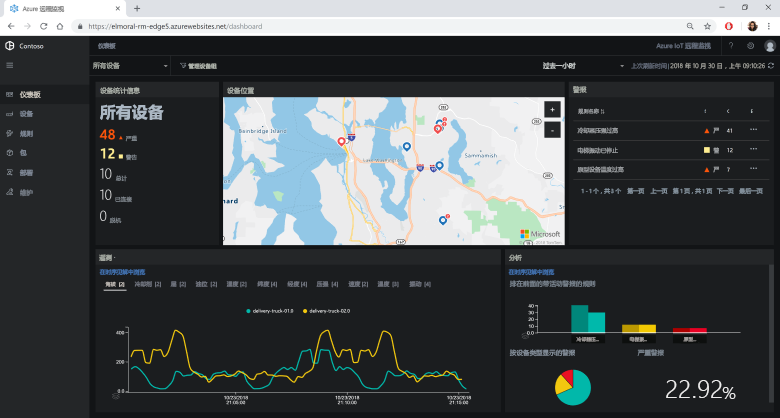 Azure 远程监视
https://elmoral-rm-edge5.azurewebsites.net/dashboard
Contoso
仪表板
Azure IoT 远程监视
所有设备
管理设备组
过去一小时
上次刷新时间 | 2018 年 10 月 30 日，上午 09:10:26
仪表板
设备
规则
包
部署
维护
设备统计信息
所有设备
48 严重
12 警告
10 总计
10 已连接
0 脱机
设备位置
Bainbridge Island
Sammamish
Microsoft
警报
规则名称
冷却器压强过高 严 41
电梯振动已停止 警 12
原型设备温度过高 严 7
1 - 1 个，共 3 个 第一页 上一页 第 1 页，共 1 页 下一页 最后一页
遥测
在时序见解中浏览
海拔 [2] 冷却剂 [2] 层 [2] 油位 [2] 湿度 [2] 纬度 [4] 经度 [4] 压强 [4] 速度 [2] 温度 [3] 振动 [4]
delivery-truck-01.0 delivery-truck-02.0
400
200
0.0
10/23/2018
21:05:00
10/23/2018
21:10:00
10/23/2018
21:15:00
分析
在时序见解中浏览
排在前面的带活动警报的规则
40
20
0.0
冷却器压...
电梯振...
原型...
按设备类型显示的警报
严重警报
22.92%